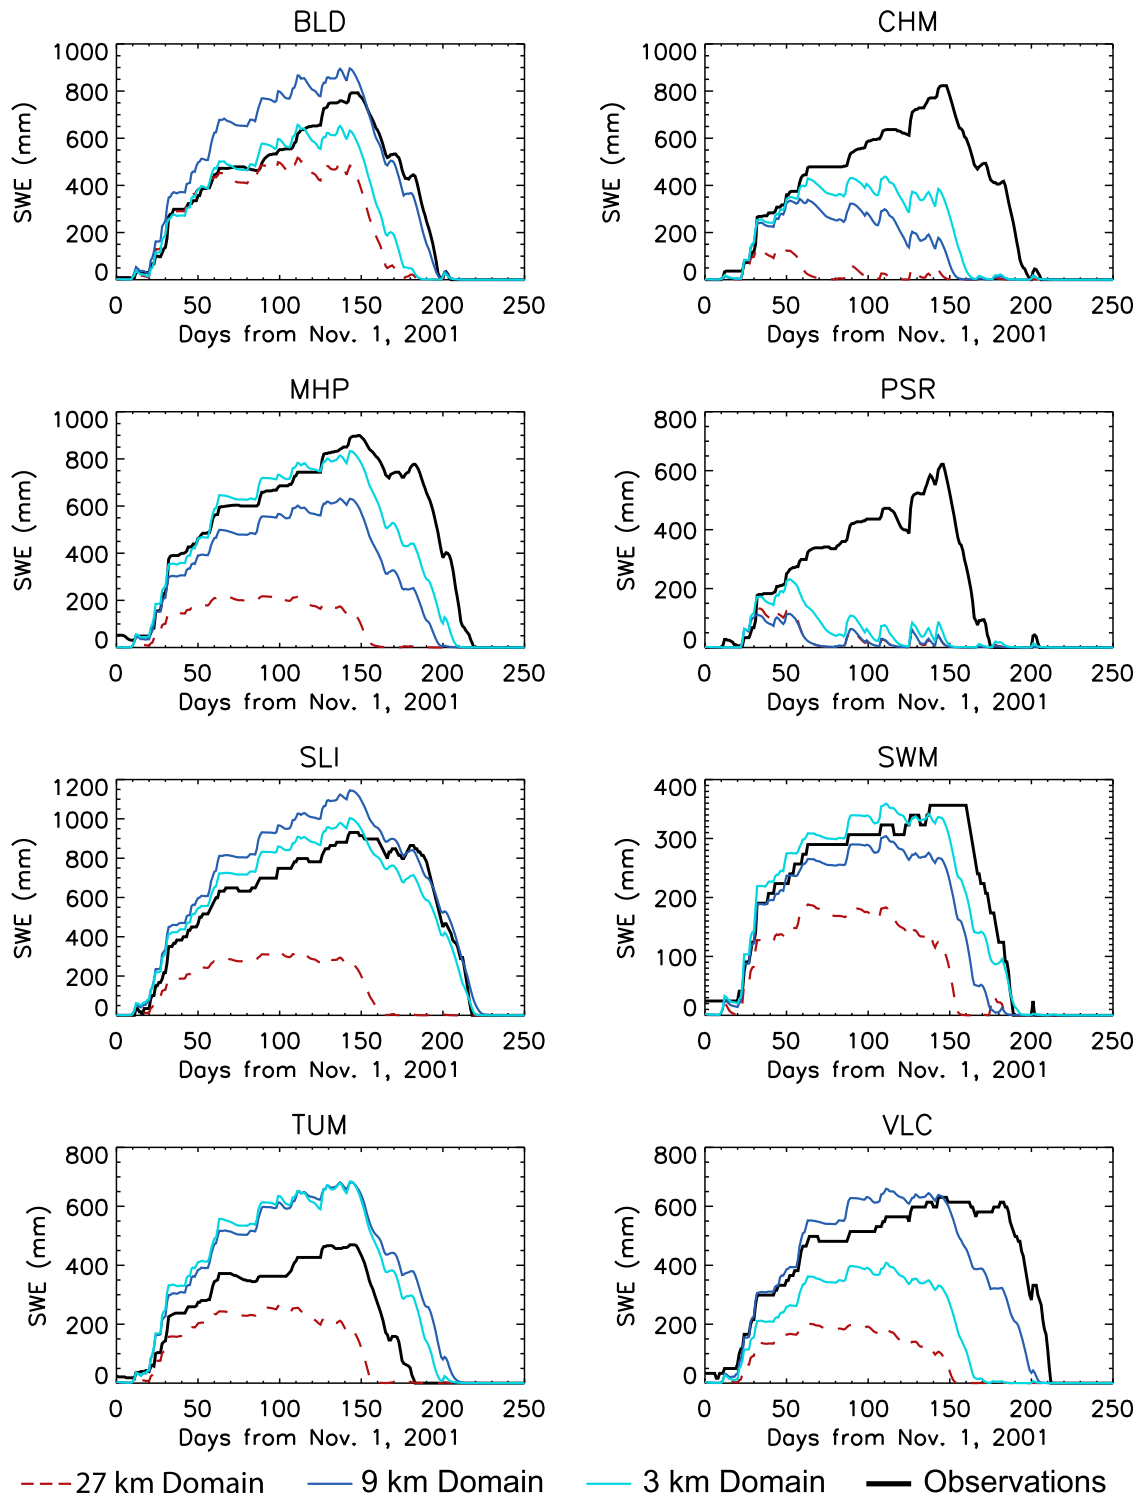 BLD
1000
800
600
400
200
0
SWE (mm)
0 50 100 150 200 250
Days from Nov. 1, 2001
CHM
1000
800
600
400
200
0
SWE (mm)
0 50 100 150 200 250
Days from Nov. 1, 2001
MHP
1000
800
600
400
200
0
SWE (mm)
0 50 100 150 200 250
Days from Nov. 1, 2001
PSR
800
600
400
200
0
SWE (mm)
0 50 100 150 200 250
Days from Nov. 1, 2001
SLI
1200
1000
800
600
400
200
0
SWE (mm)
0 50 100 150 200 250
Days from Nov. 1, 2001
SWM
400
300
200
100
0
SWE (mm)
0 50 100 150 200 250
Days from Nov. 1, 2001
TUM
800
600
400
200
0
SWE (mm)
0 50 100 150 200 250
Days from Nov. 1, 2001
VLC
800
600
400
200
0
SWE (mm)
0 50 100 150 200 250
Days from Nov. 1, 2001
27 km Domain 9 km Domain 3 km Domain Observations